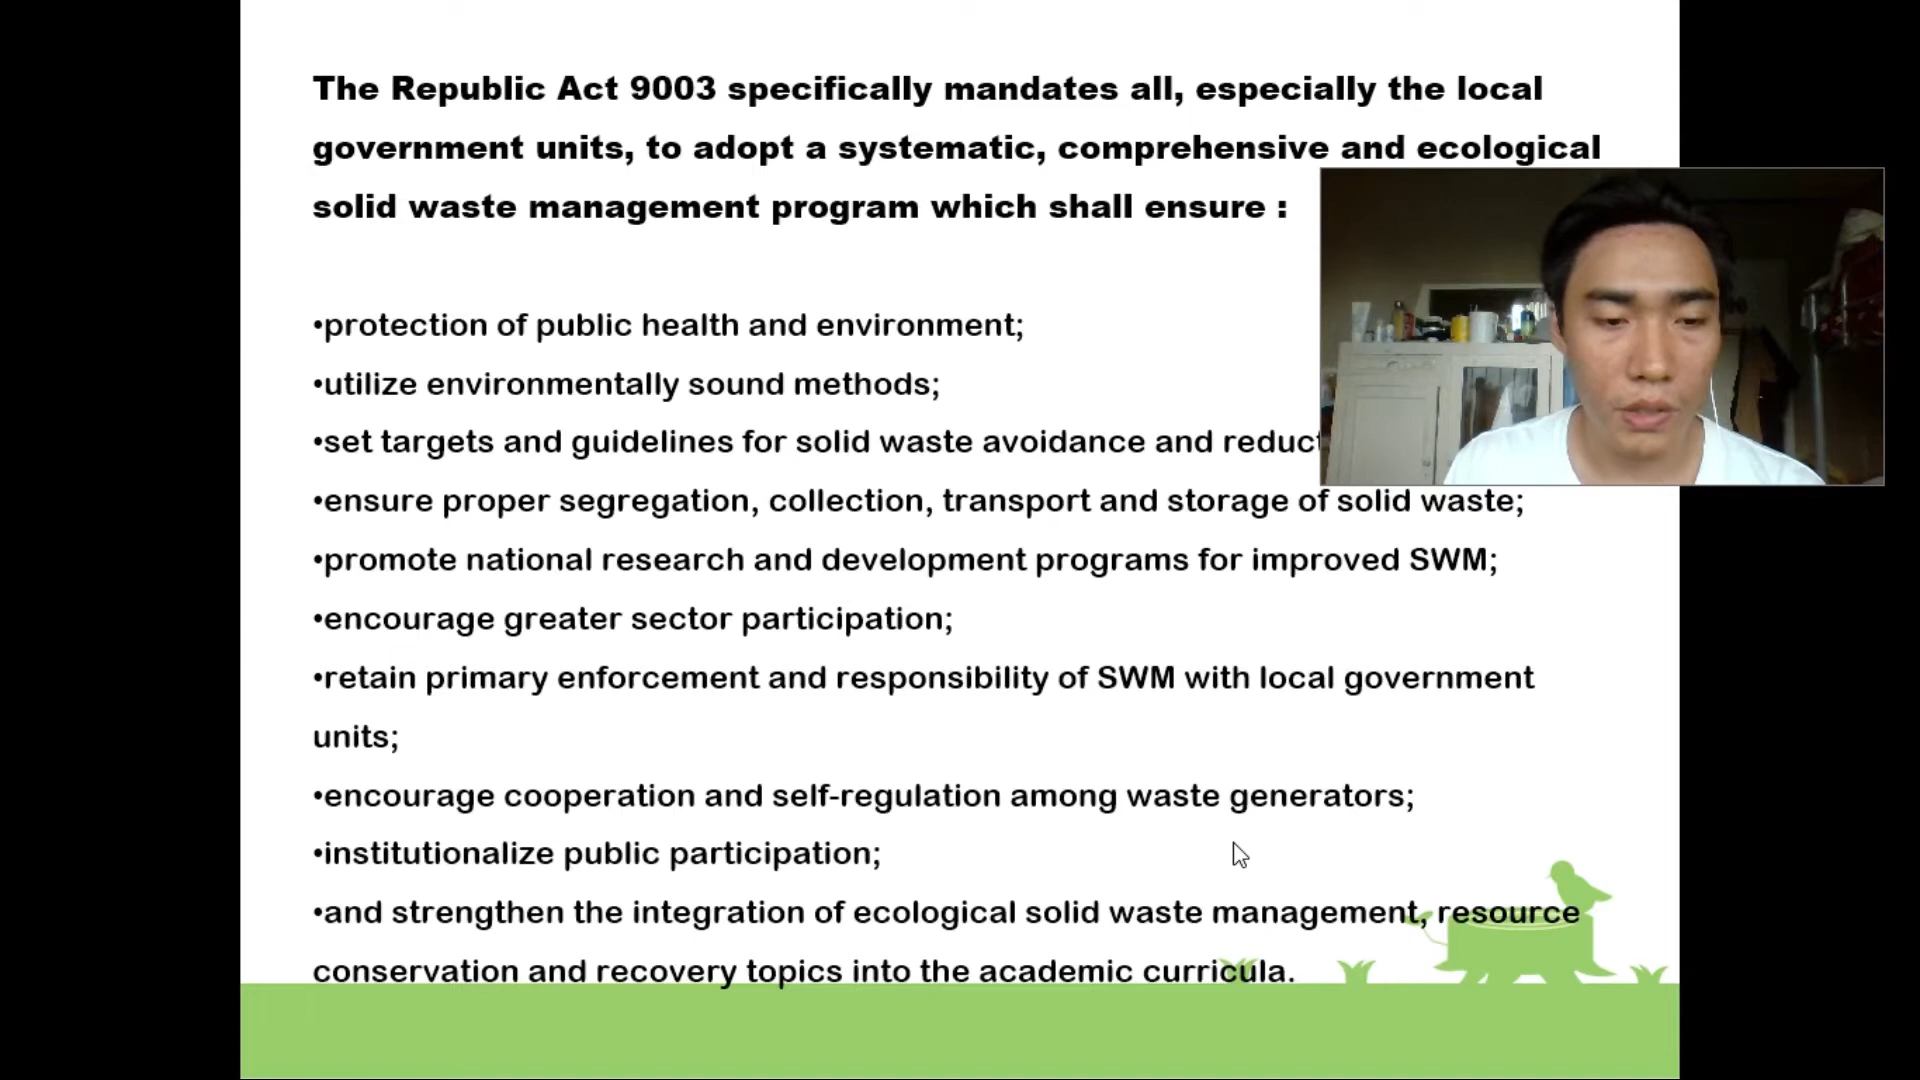 The Republic Act 9003 specifically mandates all, especially the local
government units, to adopt a systematic, comprehensive and ecological
solid waste management program which shall ensure :
•protection of public health and environment;
•utilize environmentally sound methods;
•set targets and guidelines for solid waste avoidance and
•ensure proper segregation, collection, transport and storage of solid waste;
•promote national research and development programs for improved SWM;
•encourage greater sector participation;
•retain primary enforcement and responsibility of SWM with local government
units;
•encourage cooperation and self-regulation among waste generators;
•institutionalize public participation;
•and strengthen the integration of ecological solid waste management, resource
conservation and recovery topics into the academic curricula.